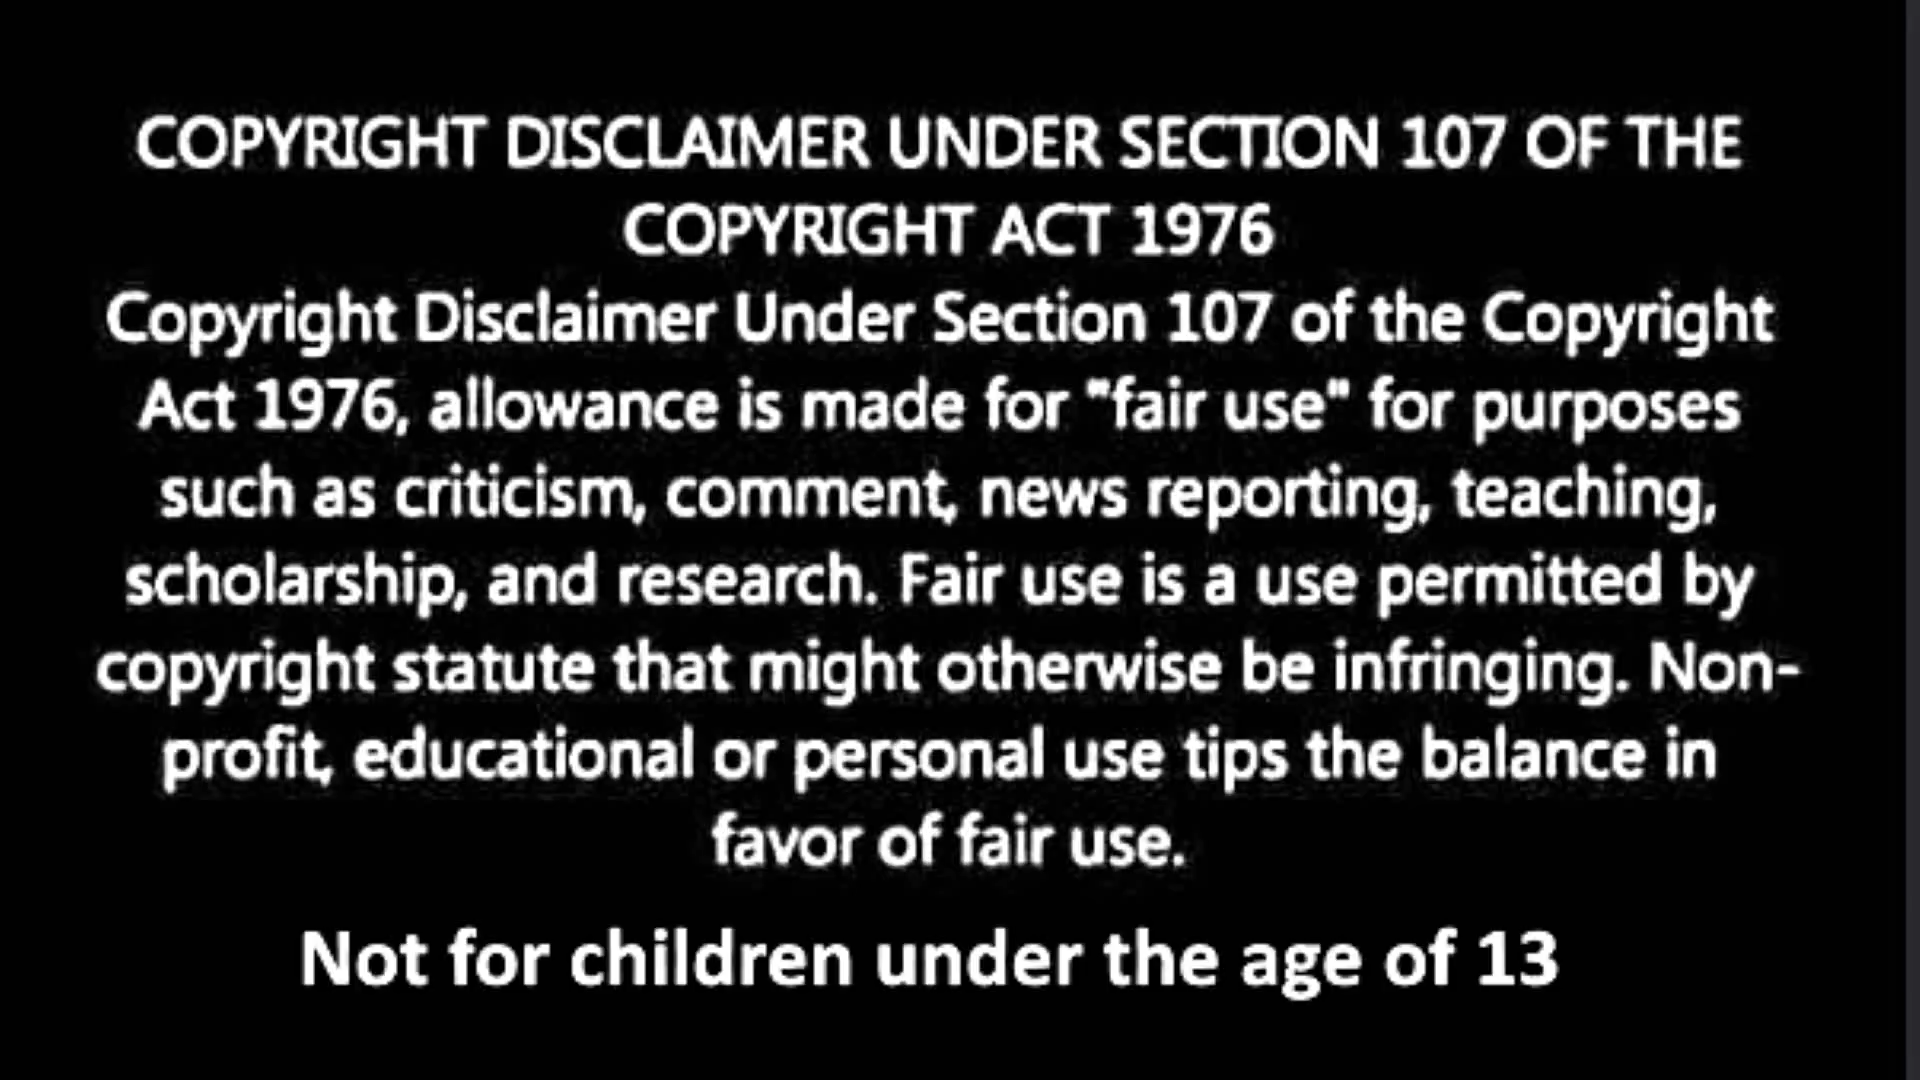 COPYRIGHT DISCLAIMER UNDER SECTION 107 OF THE
COPYRIGHT ACT 1976
Copyright Disclaimer Under Section 107 of the Copyright
Act 1976, allowance is made for "fair use" for purposes
such as criticism, comment, news reporting, teaching,
scholarship, and research. Fair use is a use permitted by
copyright statute that might otherwise be infringing. Non-
profit, educational or personal use tips the balance in
favor of fair use.
Not for children under the age of 13